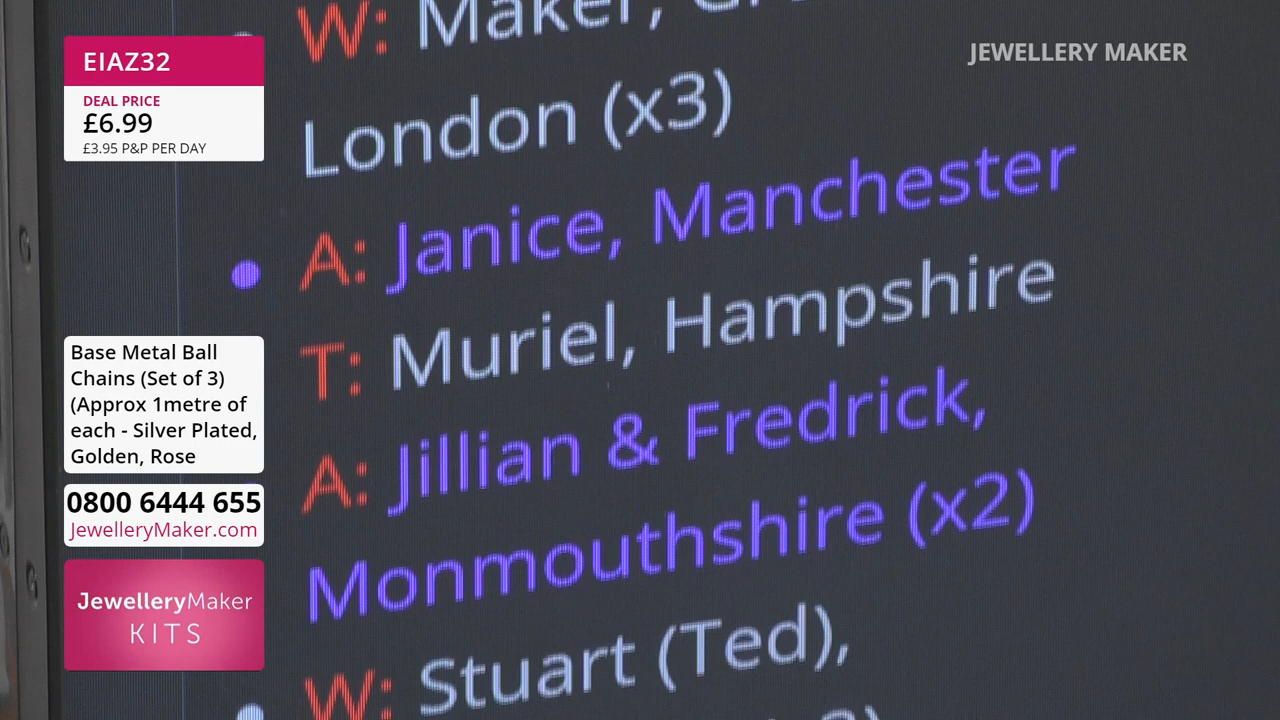 EIAZ32
DEAL PRICE
£6.99
£3.95 P&P PER DAY
Base Metal Ball
Chains (Set of 3)
(Approx 1metre of
each - Silver Plated,
Golden, Rose
0800 6444 655
JewelleryMaker.com
JewelleryMaker
KITS
JEWELLERY MAKER
W: Maker,
London (x3)
A: Janice, Manchester
T: Muriel, Hampshire
A: Jillian & Fredrick,
Monmouthshire (x2)
W: Stuart (Ted),